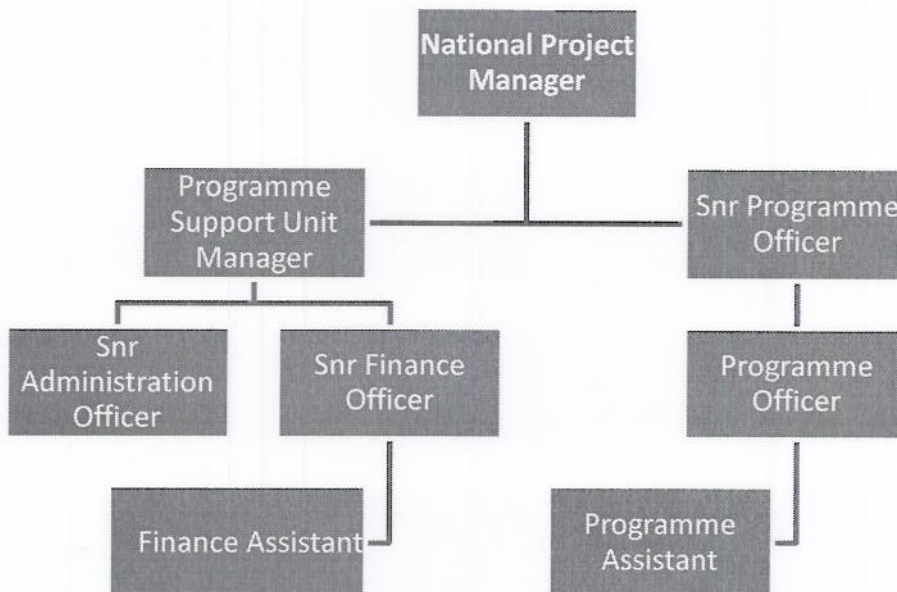 National Project
Manager
Programme
Support Unit
Manager
Snr Programme
Officer
Snr
Administration
Officer
Snr Finance
Officer
Programme
Officer
Finance Assistant
Programme
Assistant